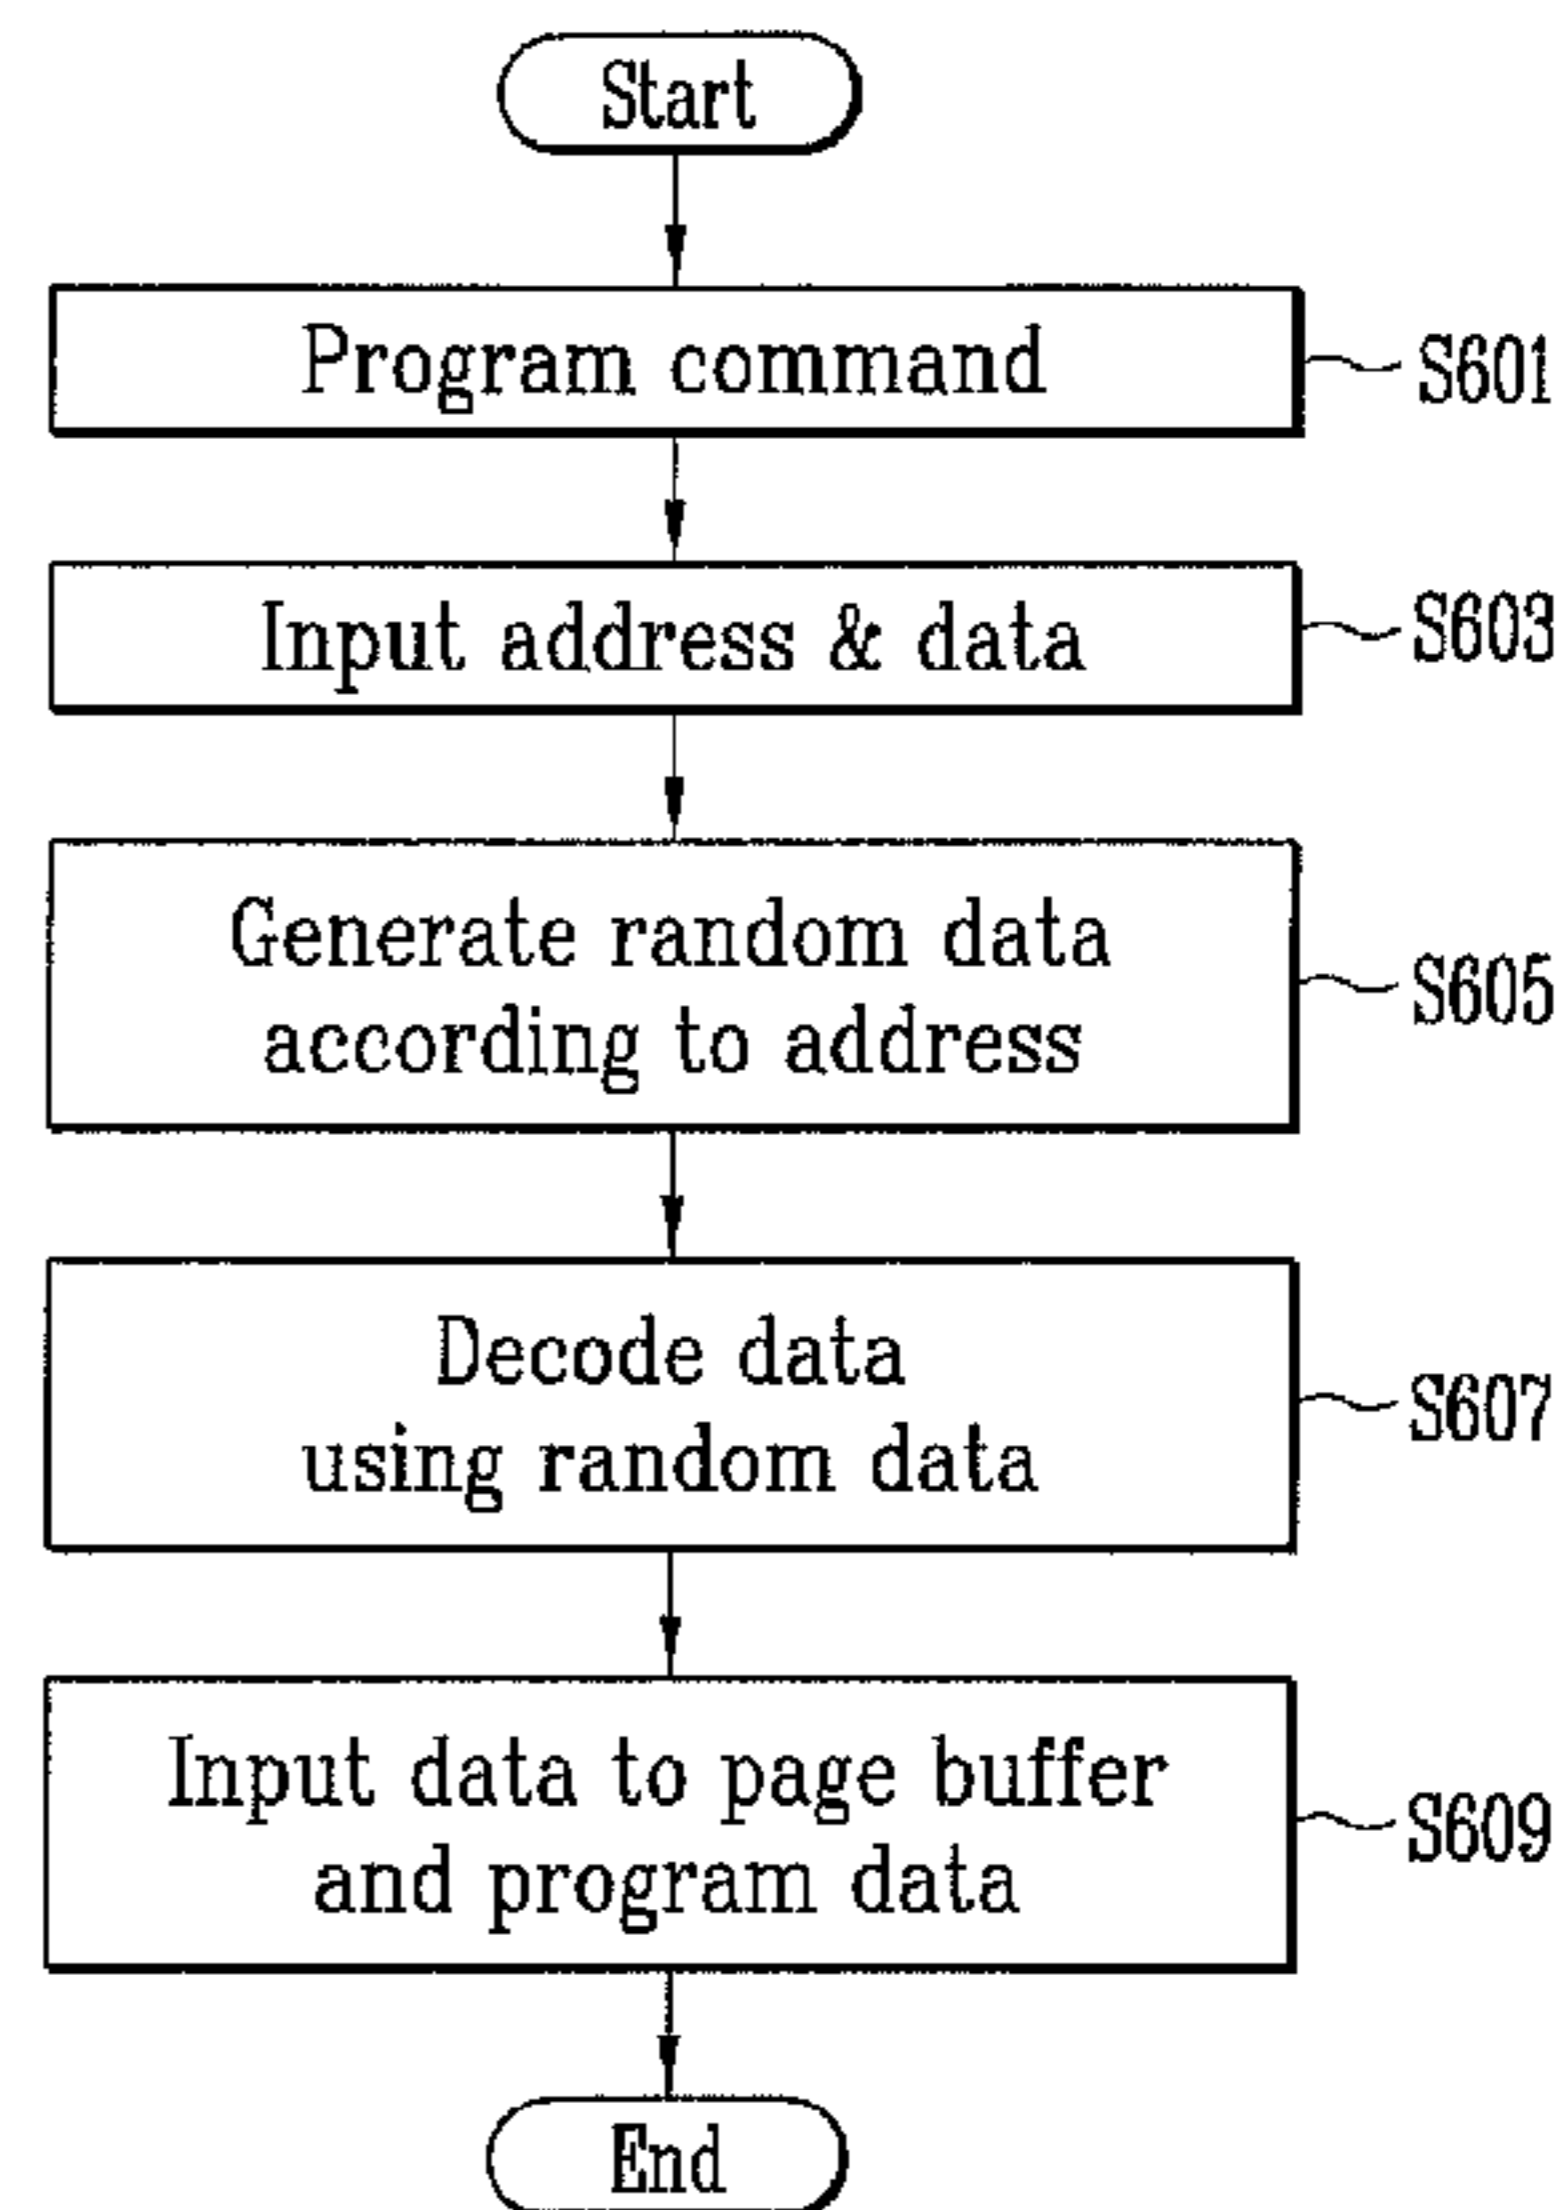 Start
Program command
S601
Input address & data
S603
Generate random data
according to address
S605
Decode data
using random data
S607
Input data to page buffer
and program data
S609
End